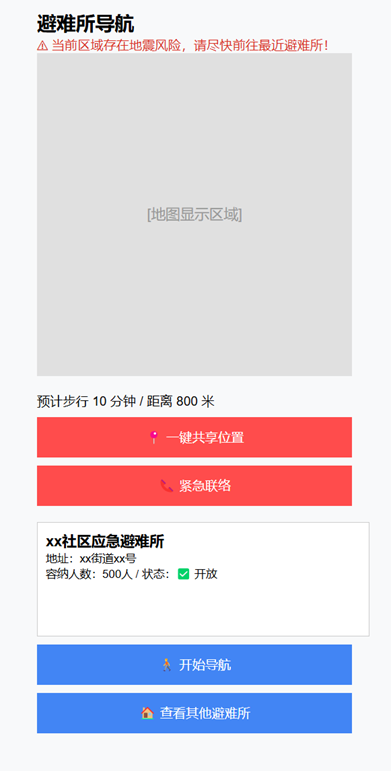 避难所导航
⚠ 当前区域存在地震风险，请尽快前往最近避难所！
[地图显示区域]
预计步行 10 分钟 / 距离 800 米
📍 一键共享位置
📞 紧急联络
xx社区应急避难所
地址：xx街道xx号
容纳人数：500人 / 状态：✅ 开放
🚶 开始导航
🏠 查看其他避难所